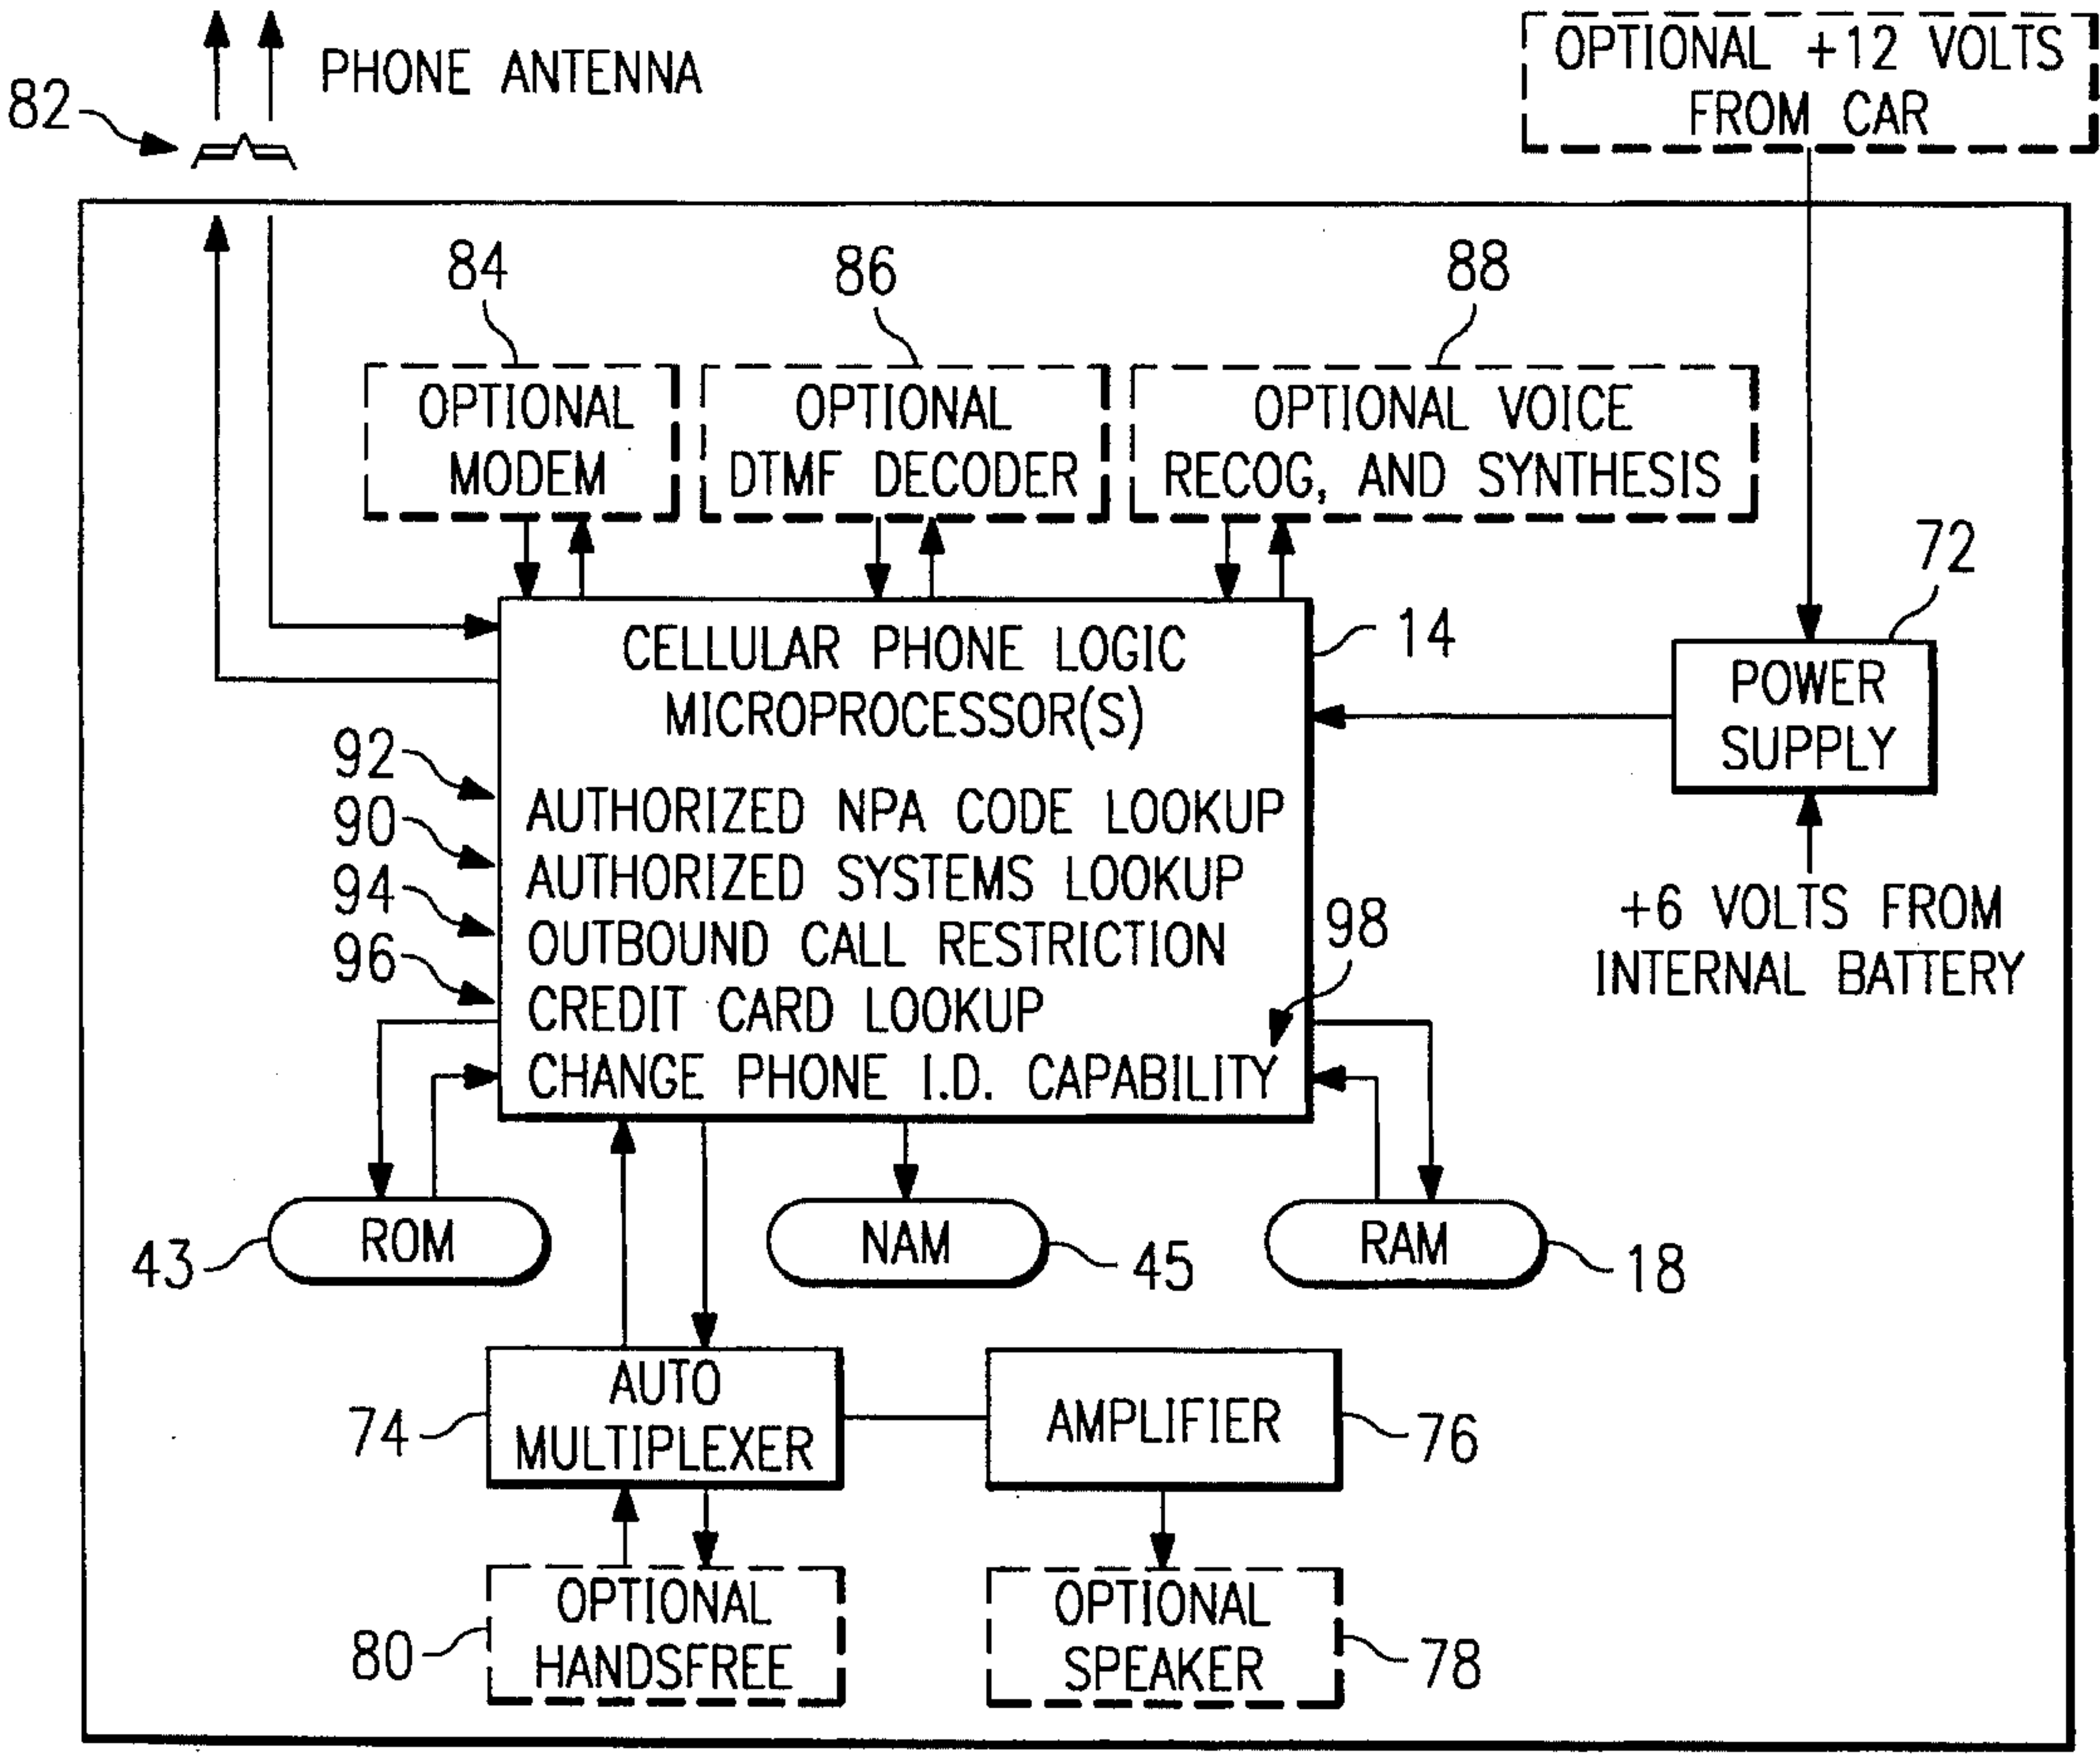 PHONE ANTENNA
82
OPTIONAL +12 VOLTS
FROM CAR
84
86
88
OPTIONAL
MODEM
OPTIONAL
DTMF DECODER
OPTIONAL VOICE
RECOG, AND SYNTHESIS
72
POWER
SUPPLY
+6 VOLTS FROM
INTERNAL BATTERY
14
CELLULAR PHONE LOGIC
MICROPROCESSOR(S)
92
AUTHORIZED NPA CODE LOOKUP
90
AUTHORIZED SYSTEMS LOOKUP
94
OUTBOUND CALL RESTRICTION
96
CREDIT CARD LOOKUP
98
CHANGE PHONE I.D. CAPABILITY
43
ROM
NAM
45
RAM
18
74
AUTO
MULTIPLEXER
AMPLIFIER
76
80
OPTIONAL
HANDSFREE
OPTIONAL
SPEAKER
78